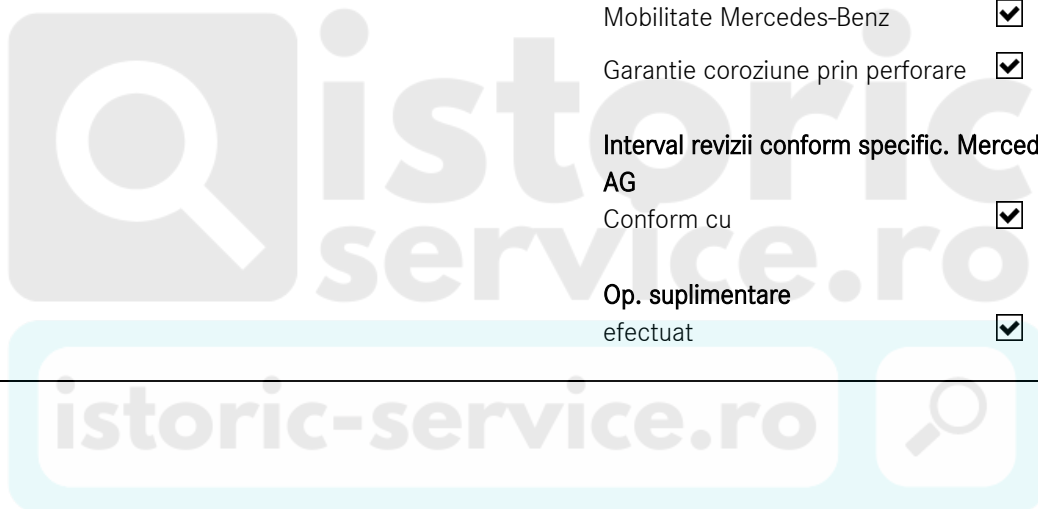 Mobilitate Mercedes-Benz
Garantie coroziune prin perforare
Interval revizii conform specific. Merced
AG
Conform cu
Op. suplimentare
efectuat
istoric
service.ro
istoric-service.ro